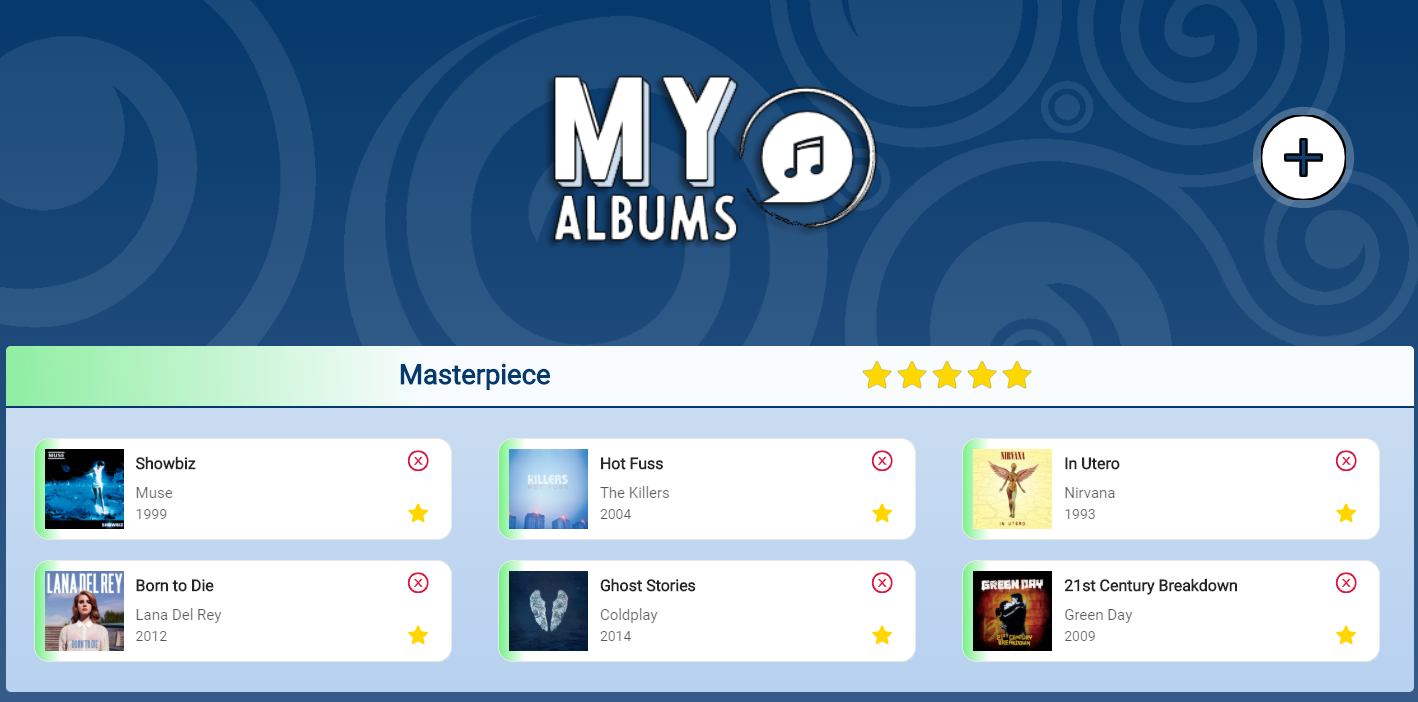 MY
ALBUMS
Masterpiece
MUSE
SHOWBIZ
Showbiz
Muse
1999
KILLERS
Hot Fuss
The Killers
2004
NIRVANA
IN UTERO
In Utero
Nirvana
1993
LANA DEL REY
BORN TO DIE
Born to Die
Lana Del Rey
2012
Ghost Stories
Coldplay
2014
GREEN DAY
21ST CENTURY
BREAKDOWN
21st Century Breakdown
Green Day
2009